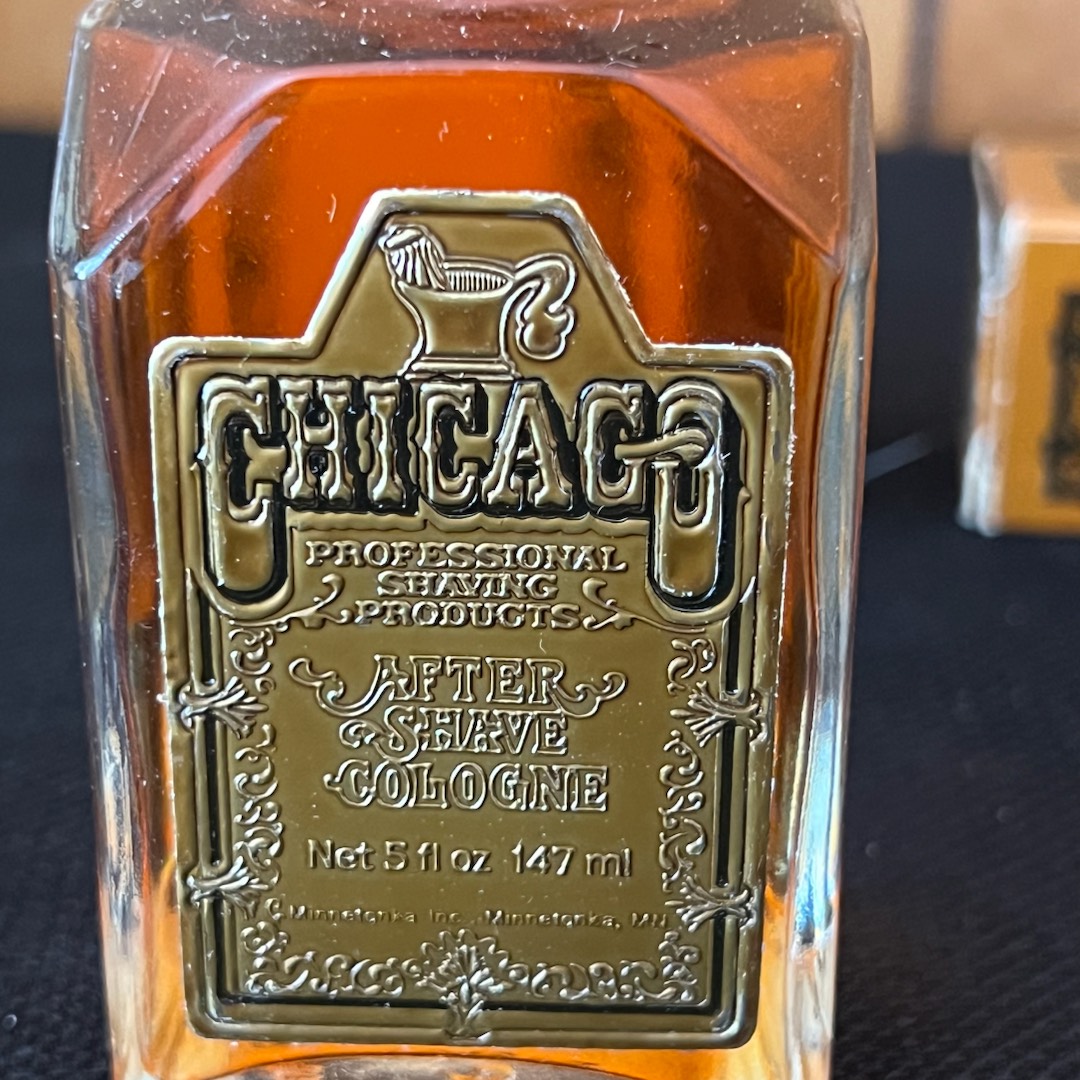 CHICAGO
PROFESSIONAL
SHAVING
PRODUCTS
AFTER
SHAVE
COLOGNE
Net 5 fl oz 147 ml
Minnetonka Inc., Minnetonka, MN